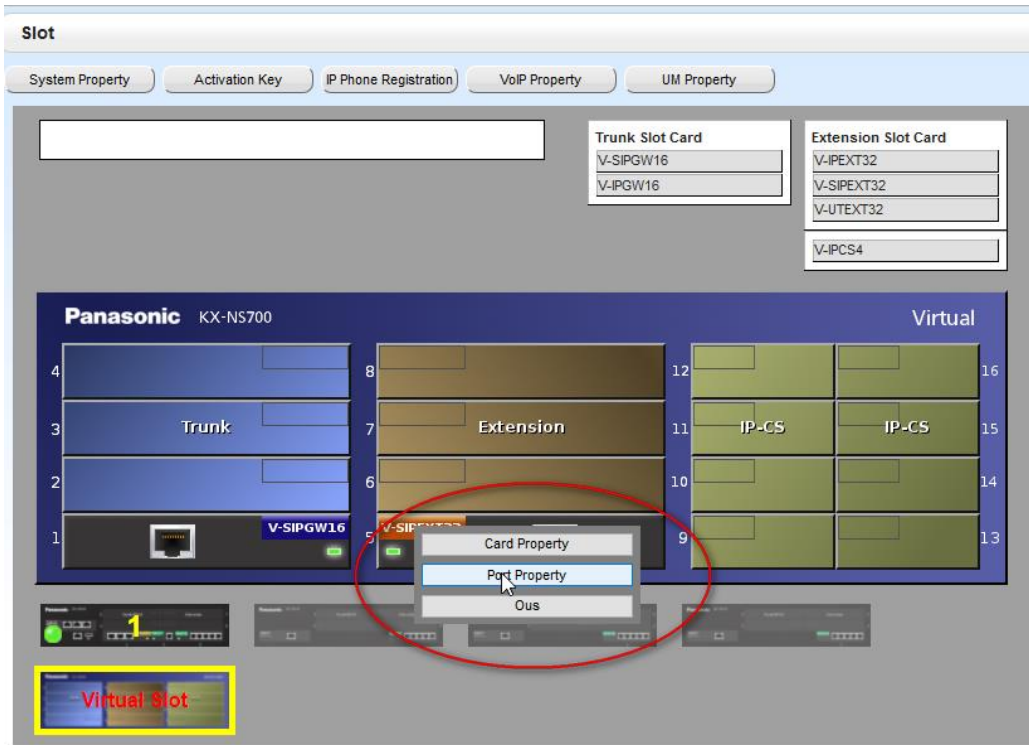 Slot
System Property Activation Key IP Phone Registration VoIP Property UM Property
Trunk Slot Card
V-SIPGW16
V-IPGW16
Extension Slot Card
V-IPEXT32
V-SIPEXT32
V-UTEXT32
V-IPCS4
Panasonic KX-NS700 Virtual
4 8 12 16
3 Trunk 7 Extension 11 IP-CS IP-CS 15
2 6 10 14
1 V-SIPGW16 5 9 13
Card Property
Port Property
Ous
1
Virtual Slot